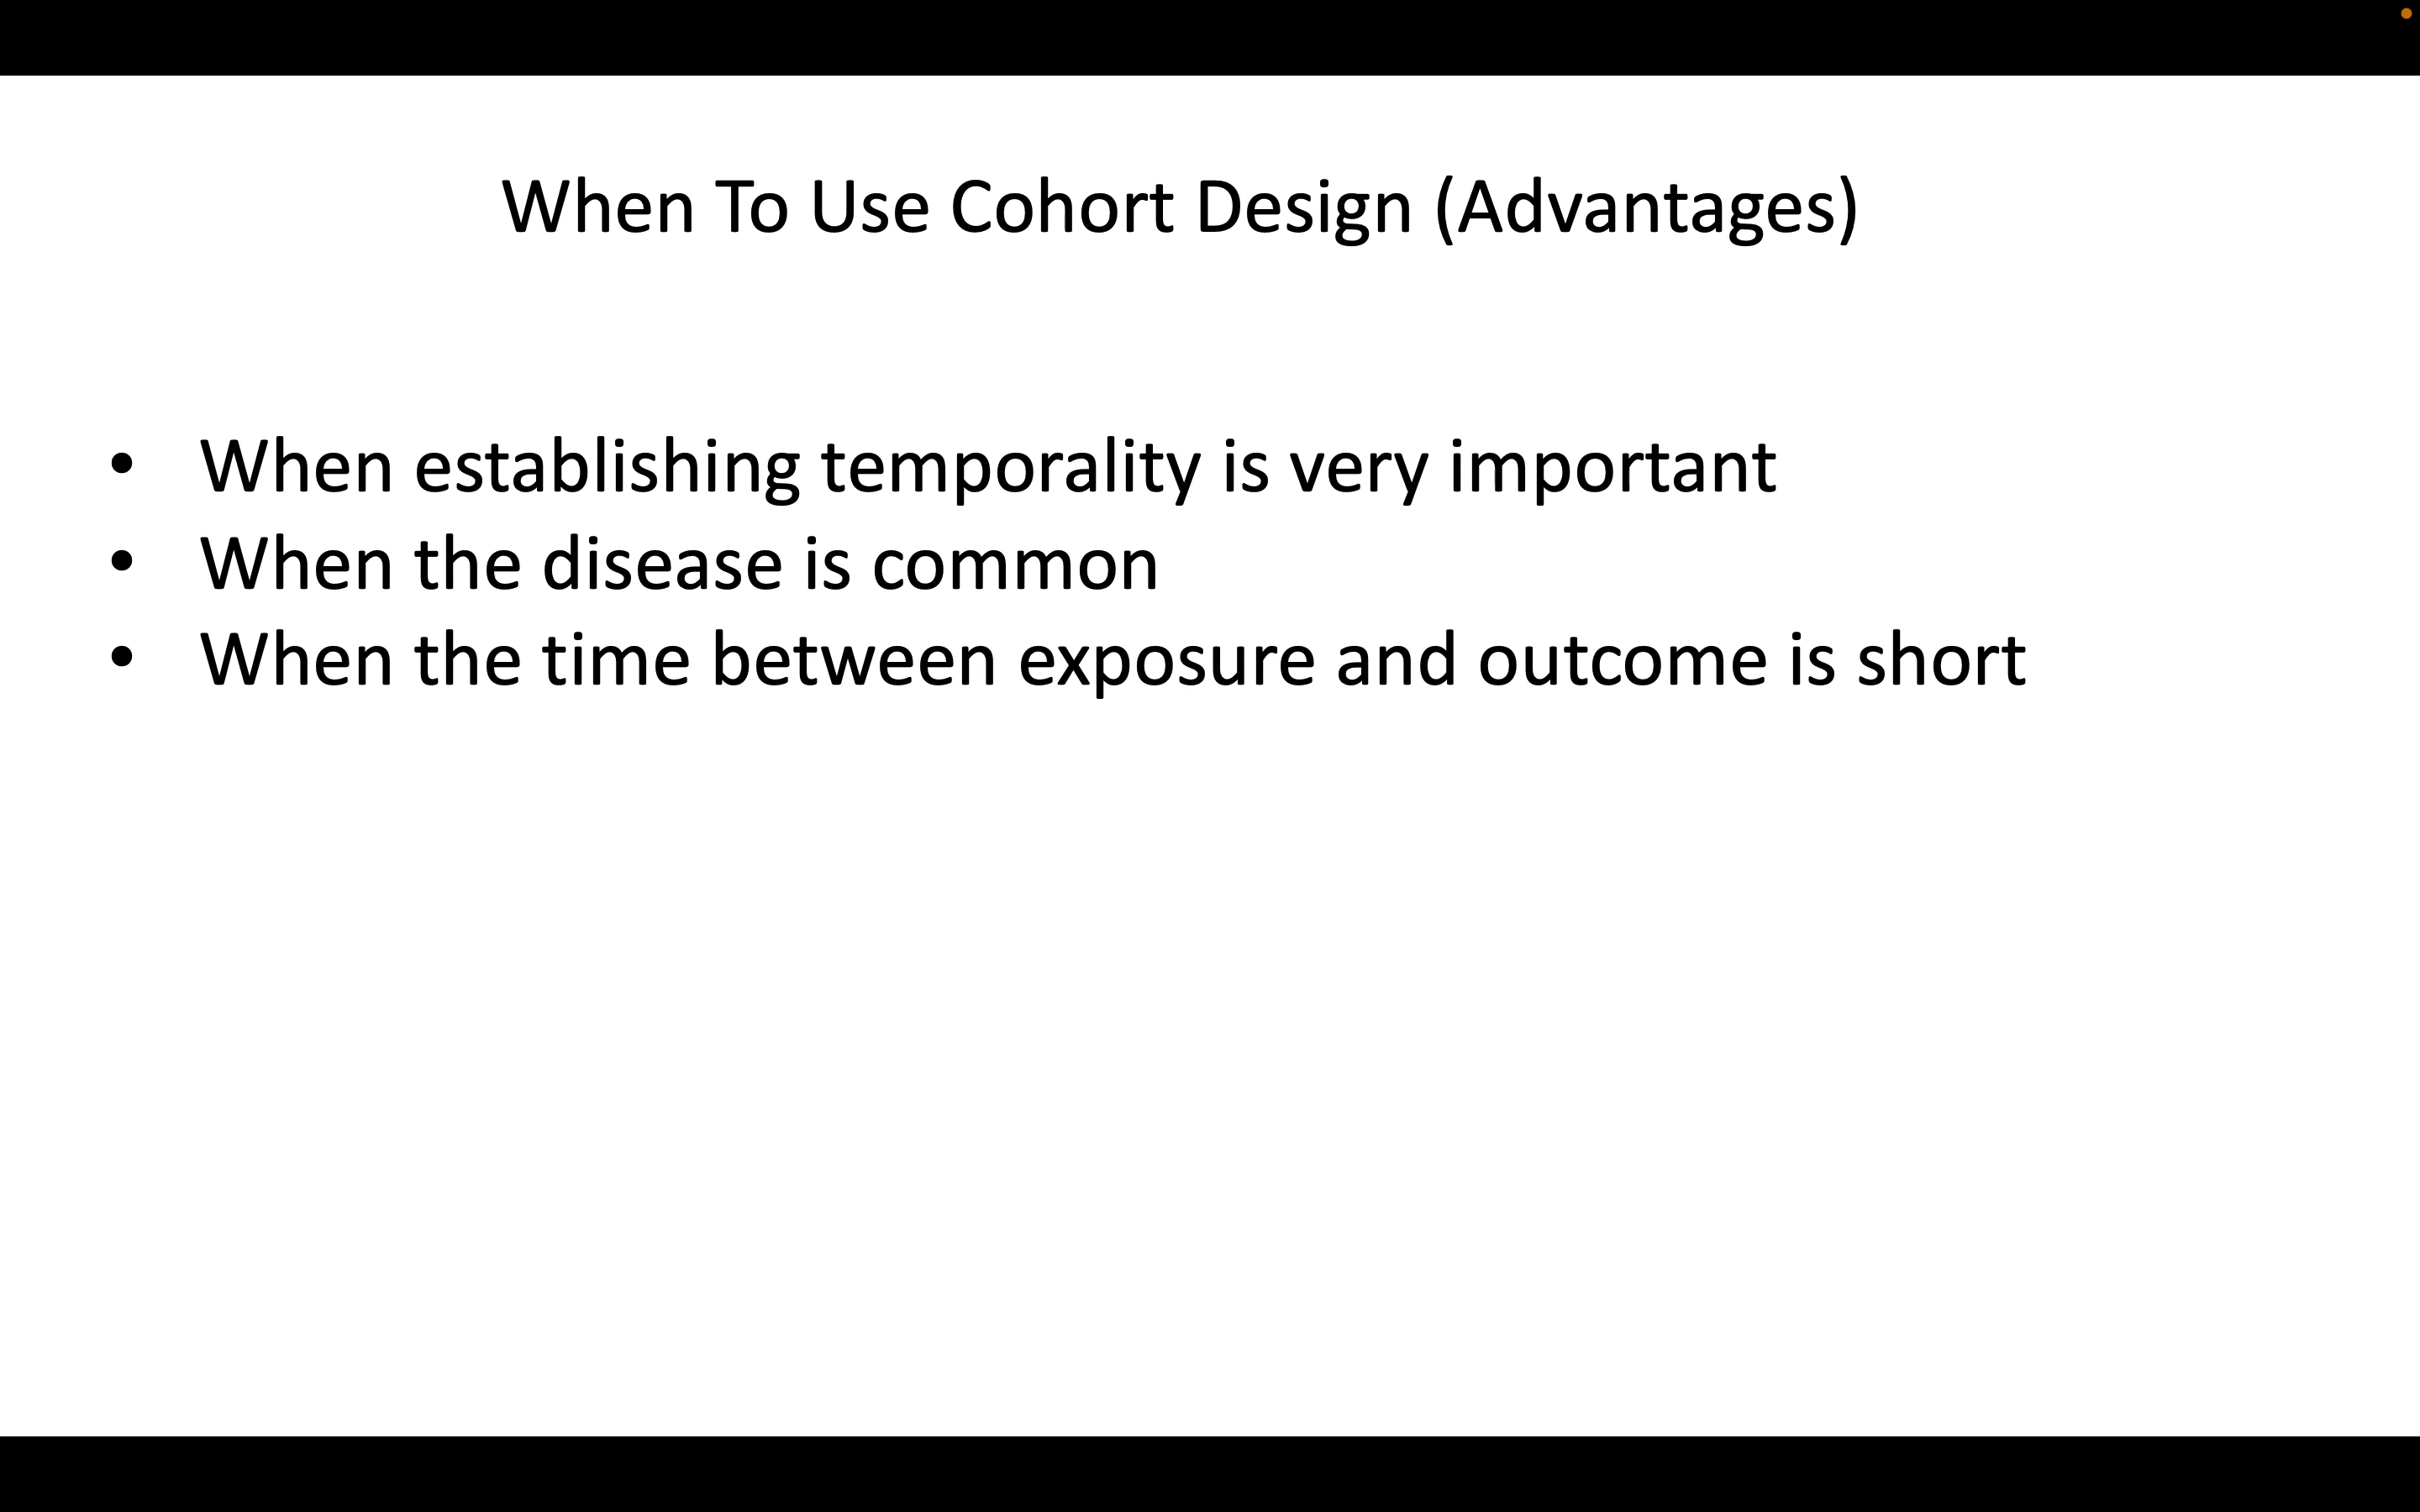 When To Use Cohort Design (Advantages)
• When establishing temporality is very important
• When the disease is common
• When the time between exposure and outcome is short